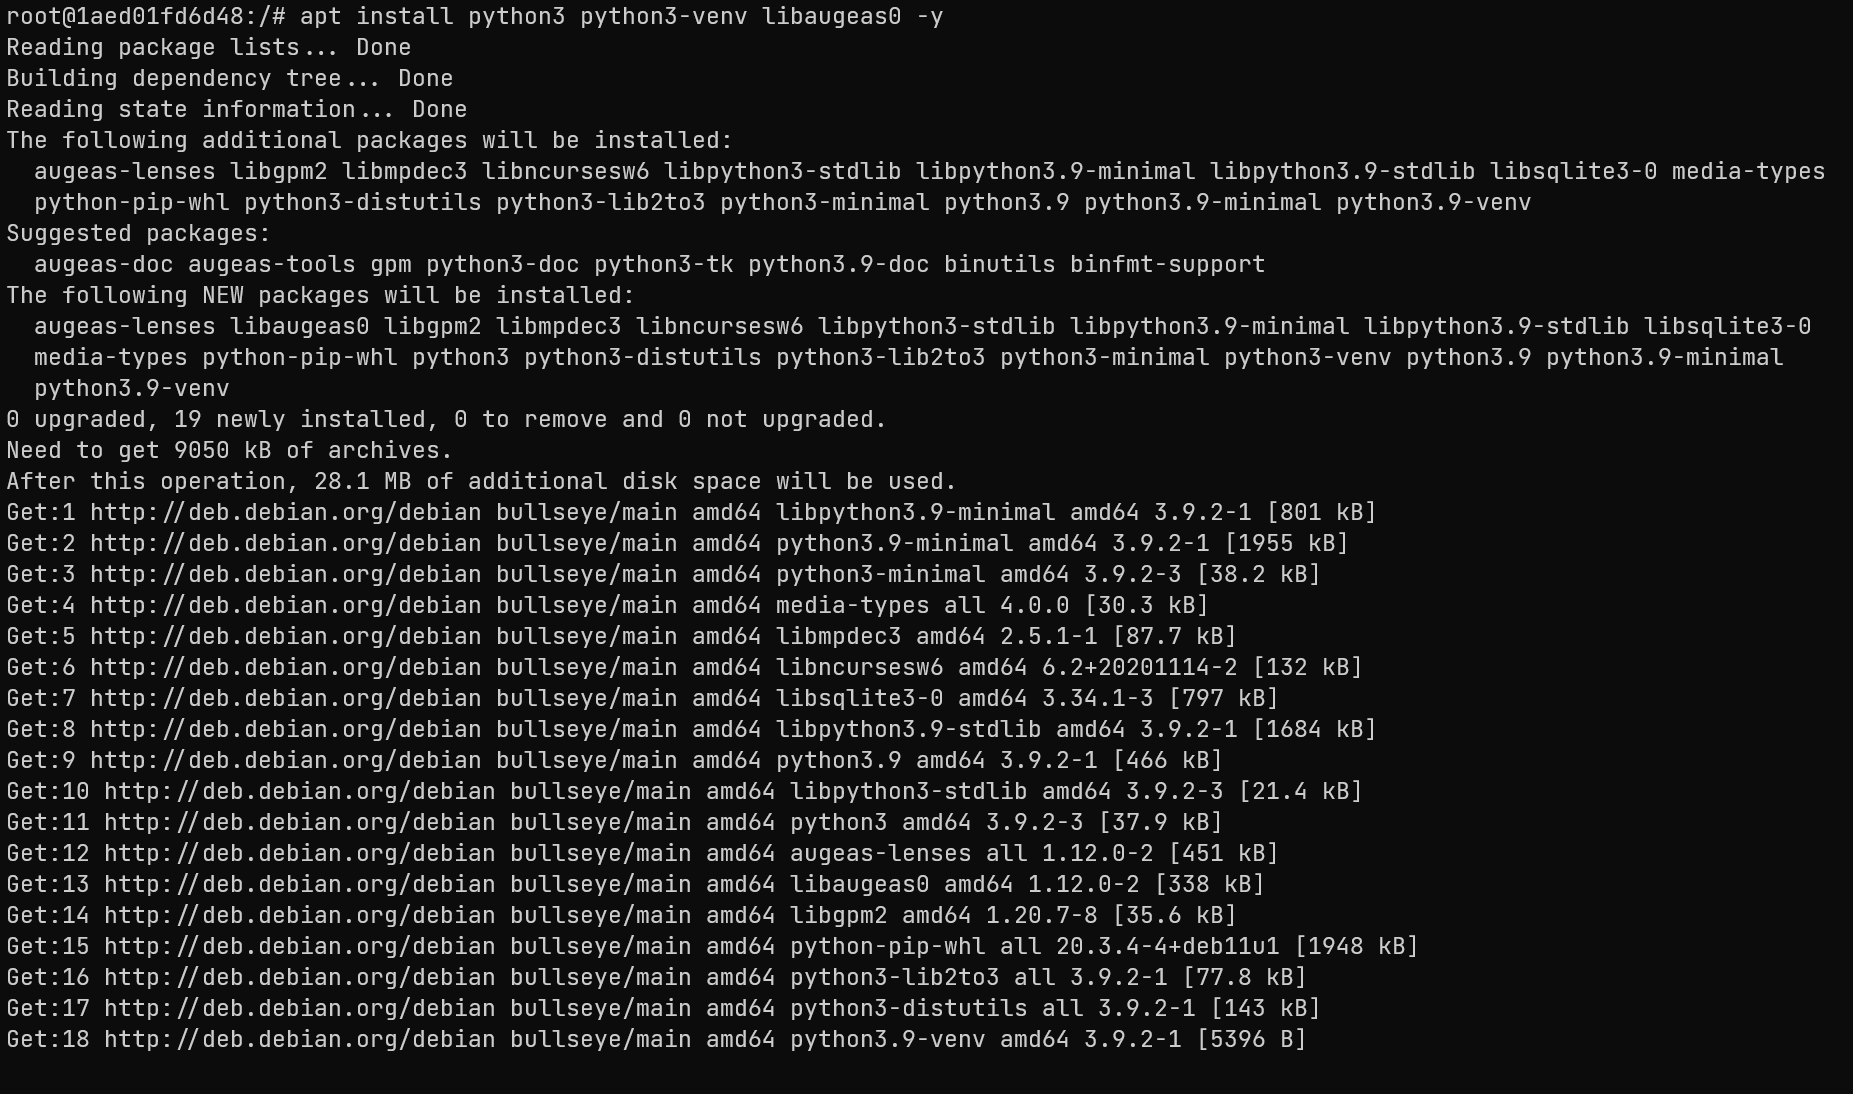 root@1aed01fd6d48:/# apt install python3 python3-venv libaugeas0 -y
Reading package lists... Done
Building dependency tree... Done
Reading state information... Done
The following additional packages will be installed:
  augeas-lenses libgpm2 libmpdec3 libncursesw6 libpython3-stdlib libpython3.9-minimal libpython3.9-stdlib libsqlite3-0 media-types
  python-pip-whl python3-distutils python3-lib2to3 python3-minimal python3.9 python3.9-minimal python3.9-venv
Suggested packages:
  augeas-doc augeas-tools gpm python3-doc python3-tk python3.9-doc binutils binfmt-support
The following NEW packages will be installed:
  augeas-lenses libaugeas0 libgpm2 libmpdec3 libncursesw6 libpython3-stdlib libpython3.9-minimal libpython3.9-stdlib libsqlite3-0
  media-types python-pip-whl python3 python3-distutils python3-lib2to3 python3-minimal python3-venv python3.9 python3.9-minimal
  python3.9-venv
0 upgraded, 19 newly installed, 0 to remove and 0 not upgraded.
Need to get 9050 kB of archives.
After this operation, 28.1 MB of additional disk space will be used.
Get:1 http://deb.debian.org/debian bullseye/main amd64 libpython3.9-minimal amd64 3.9.2-1 [801 kB]
Get:2 http://deb.debian.org/debian bullseye/main amd64 python3.9-minimal amd64 3.9.2-1 [1955 kB]
Get:3 http://deb.debian.org/debian bullseye/main amd64 python3-minimal amd64 3.9.2-3 [38.2 kB]
Get:4 http://deb.debian.org/debian bullseye/main amd64 media-types all 4.0.0 [30.3 kB]
Get:5 http://deb.debian.org/debian bullseye/main amd64 libmpdec3 amd64 2.5.1-1 [87.7 kB]
Get:6 http://deb.debian.org/debian bullseye/main amd64 libncursesw6 amd64 6.2+20201114-2 [132 kB]
Get:7 http://deb.debian.org/debian bullseye/main amd64 libsqlite3-0 amd64 3.34.1-3 [797 kB]
Get:8 http://deb.debian.org/debian bullseye/main amd64 libpython3.9-stdlib amd64 3.9.2-1 [1684 kB]
Get:9 http://deb.debian.org/debian bullseye/main amd64 python3.9 amd64 3.9.2-1 [466 kB]
Get:10 http://deb.debian.org/debian bullseye/main amd64 libpython3-stdlib amd64 3.9.2-3 [21.4 kB]
Get:11 http://deb.debian.org/debian bullseye/main amd64 python3 amd64 3.9.2-3 [37.9 kB]
Get:12 http://deb.debian.org/debian bullseye/main amd64 augeas-lenses all 1.12.0-2 [451 kB]
Get:13 http://deb.debian.org/debian bullseye/main amd64 libaugeas0 amd64 1.12.0-2 [338 kB]
Get:14 http://deb.debian.org/debian bullseye/main amd64 libgpm2 amd64 1.20.7-8 [35.6 kB]
Get:15 http://deb.debian.org/debian bullseye/main amd64 python-pip-whl all 20.3.4-4+deb11u1 [1948 kB]
Get:16 http://deb.debian.org/debian bullseye/main amd64 python3-lib2to3 all 3.9.2-1 [77.8 kB]
Get:17 http://deb.debian.org/debian bullseye/main amd64 python3-distutils all 3.9.2-1 [143 kB]
Get:18 http://deb.debian.org/debian bullseye/main amd64 python3.9-venv amd64 3.9.2-1 [5396 B]